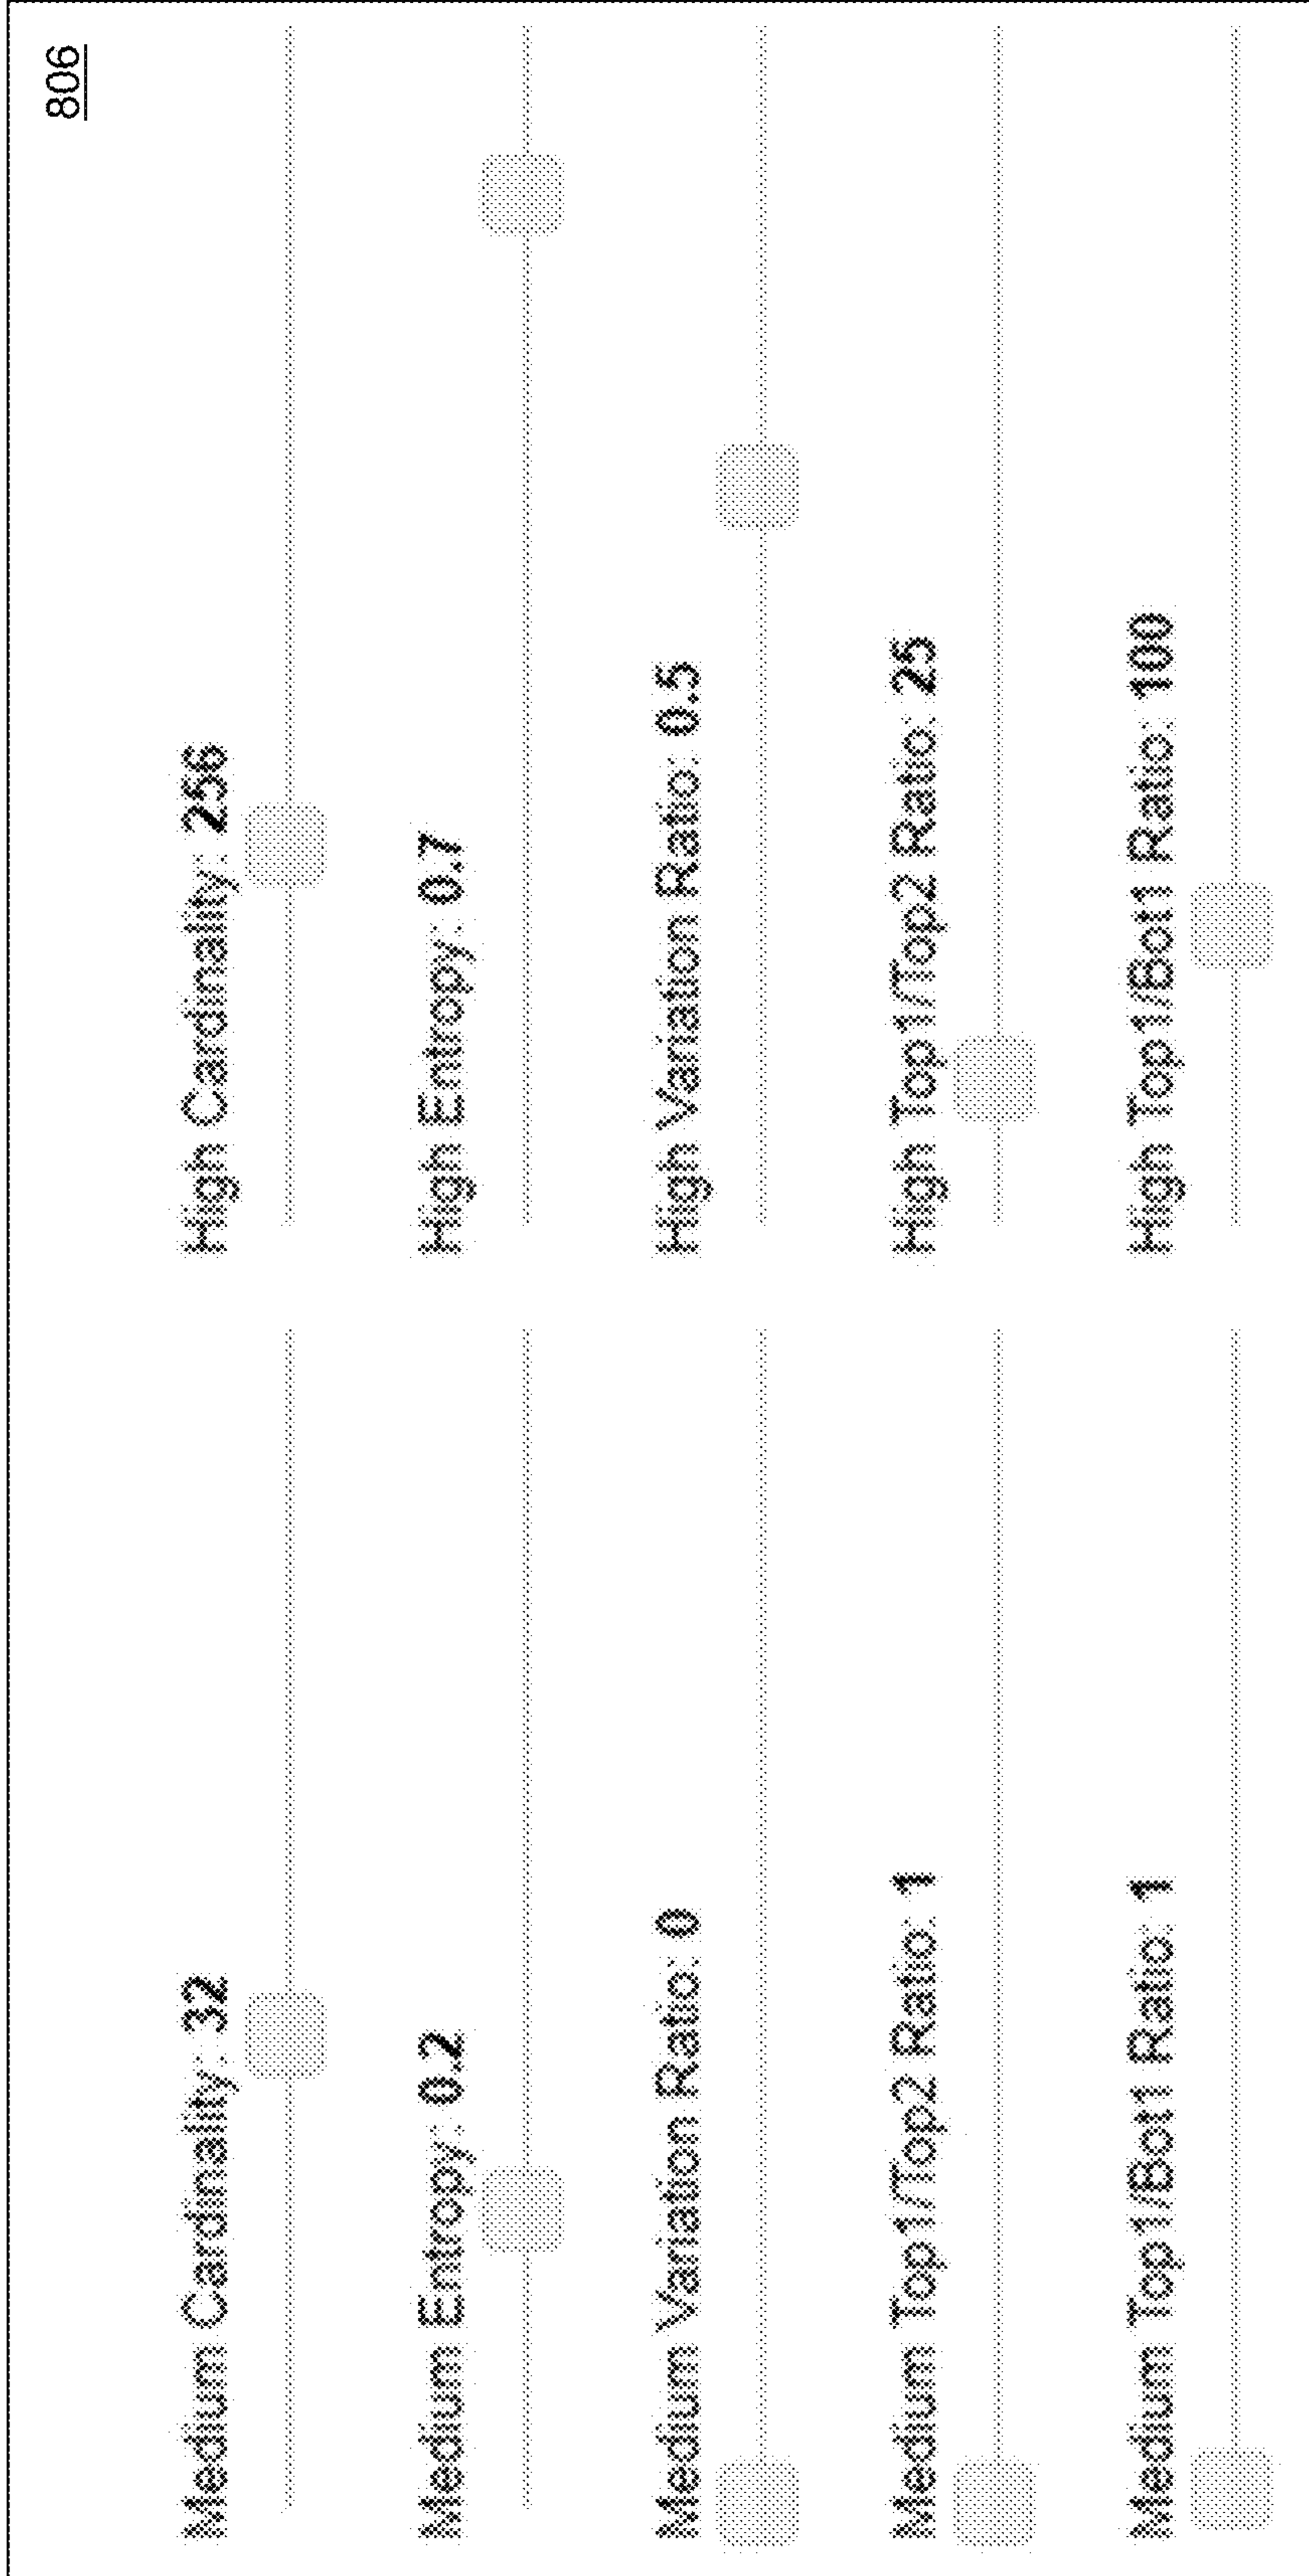 806
Medium Cardinality: 32
High Cardinality: 256
Medium Entropy: 0.2
High Entropy: 0.7
Medium Variation Ratio: 0
High Variation Ratio: 0.5
Medium Top1/Top2 Ratio: 1
High Top1/Top2 Ratio: 25
Medium Top1/Bot1 Ratio: 1
High Top1/Bot1 Ratio: 100